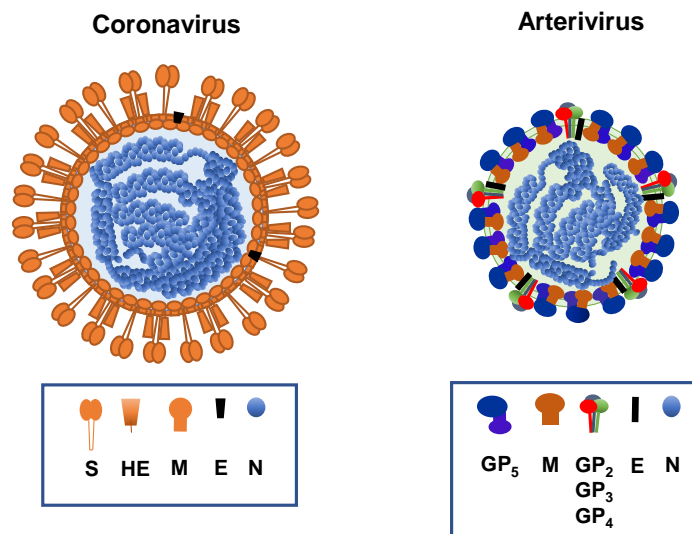 Coronavirus
Arterivirus
S HE M E N
GP₅ M GP₂ E N
GP₃
GP₄